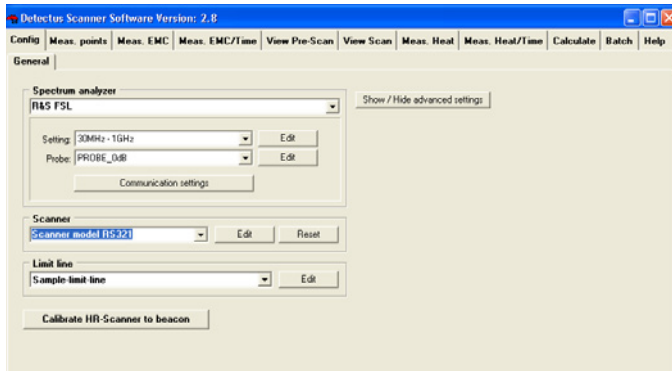 Detectus Scanner Software Version: 2.8
Config Meas. points Meas. EMC Meas. EMC/Time View Pre-Scan View Scan Meas. Heat Meas. Heat/Time Calculate Batch Help
General
Spectrum analyzer
R&S FSL
Show / Hide advanced settings
Setting: 30MHz - 1GHz Edit
Probe: PROBE_0dB Edit
Communication settings
Scanner
Scanner model RS321 Edit Reset
Limit line
Sample-limit-line Edit
Calibrate HR-Scanner to beacon